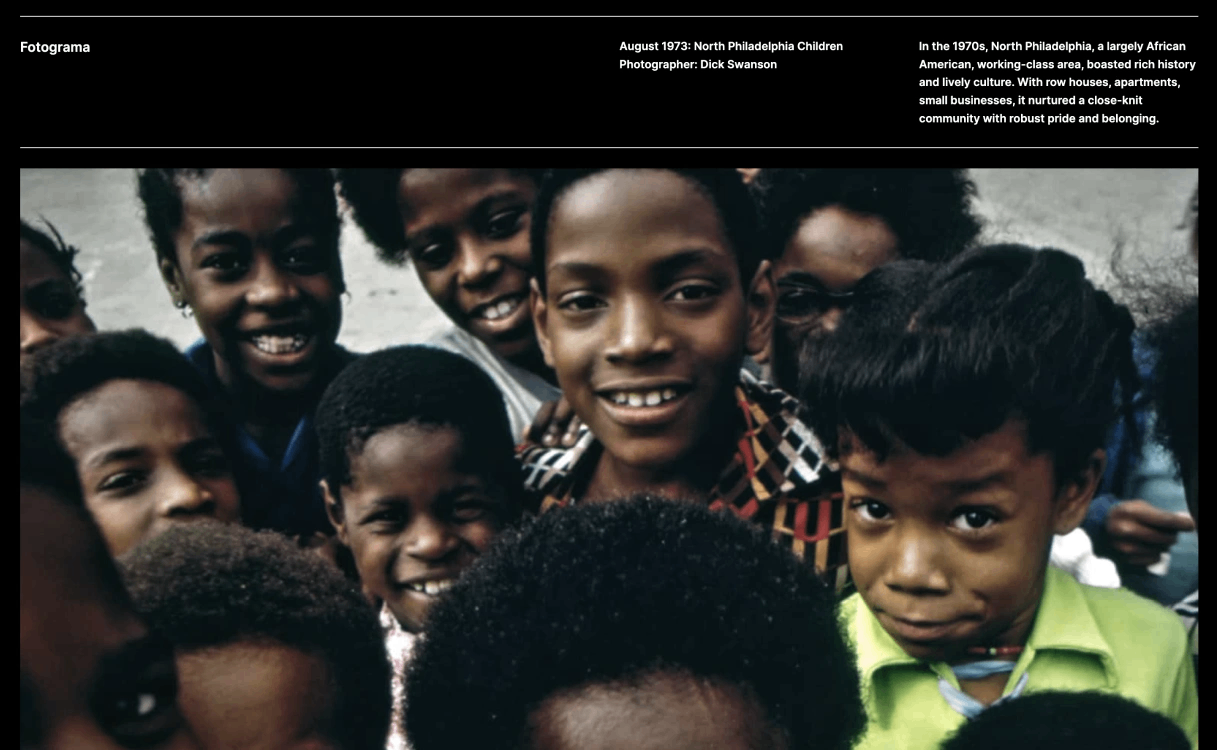 Fotograma
August 1973: North Philadelphia Children
Photographer: Dick Swanson
In the 1970s, North Philadelphia, a largely African
American, working-class area, boasted rich history
and lively culture. With row houses, apartments,
small businesses, it nurtured a close-knit
community with robust pride and belonging.